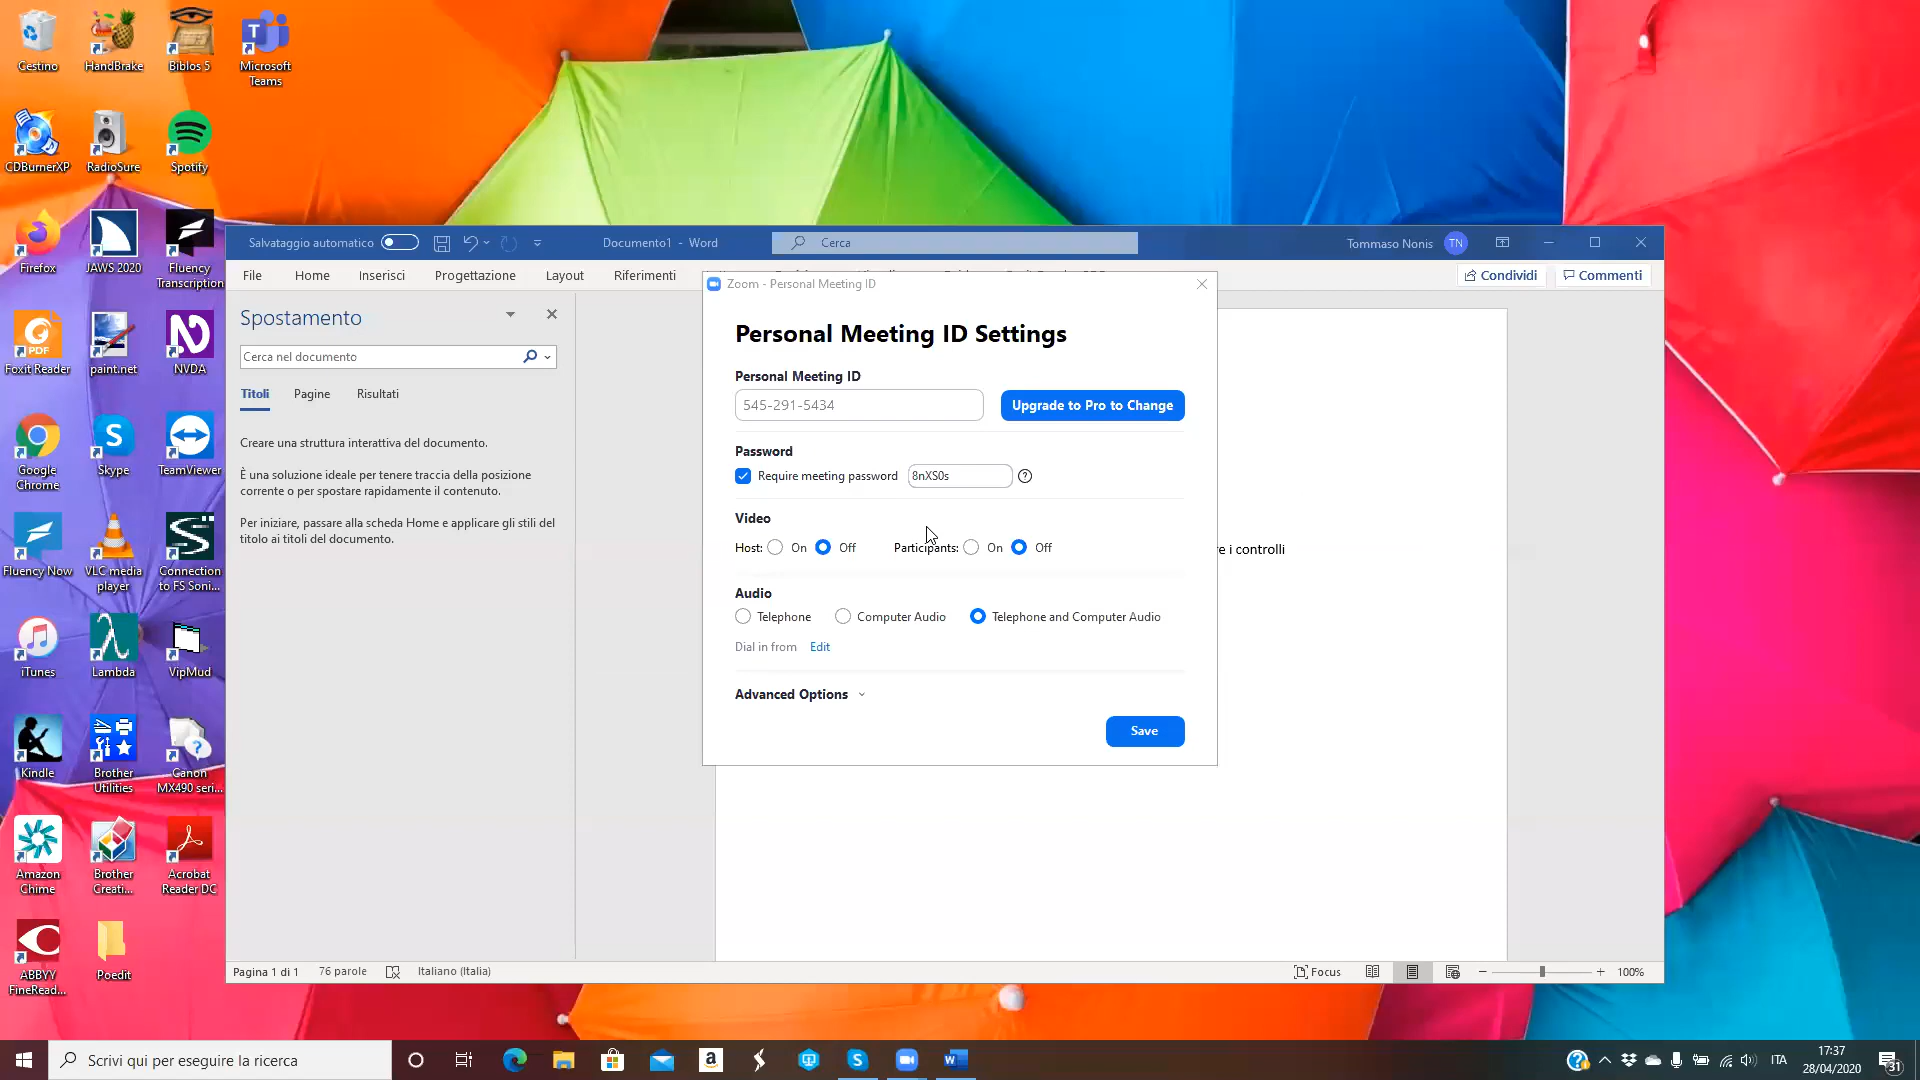 Cestino
HandBrake
Biblos 5
Microsoft
Teams
CDBurnerXP
RadioSure
Spotify
Firefox
JAWS 2020
Fluency
Transcription
Foxit Reader
paint.net
NVDA
Google
Chrome
Skype
TeamViewer
Fluency Now
VLC media
player
Connection
to FS Soni...
iTunes
Lambda
VipMud
Kindle
Brother
Utilities
Canon
MX490 seri...
Amazon
Chime
Brother
Creati...
Acrobat
Reader DC
ABBYY
FineRead...
Poedit
Salvataggio automatico
Documento1 - Word
Cerca
Tommaso Nonis
TN
File
Home
Inserisci
Progettazione
Layout
Riferimenti
Condividi
Commenti
Spostamento
Cerca nel documento
Titoli
Pagine
Risultati
Creare una struttura interattiva del documento.
È una soluzione ideale per tenere traccia della posizione
corrente o per spostare rapidamente il contenuto.
Per iniziare, passare alla scheda Home e applicare gli stili del
titolo ai titoli del documento.
Zoom - Personal Meeting ID
Personal Meeting ID Settings
Personal Meeting ID
545-291-5434
Upgrade to Pro to Change
Password
Require meeting password
8nXS0s
Video
Host: On Off Participants: On Off
Audio
Telephone Computer Audio Telephone and Computer Audio
Dial in from Edit
Advanced Options
Save
e i controlli
Pagina 1 di 1
76 parole
Italiano (Italia)
Focus
100%
Scrivi qui per eseguire la ricerca
ITA
17:37
28/04/2020
31